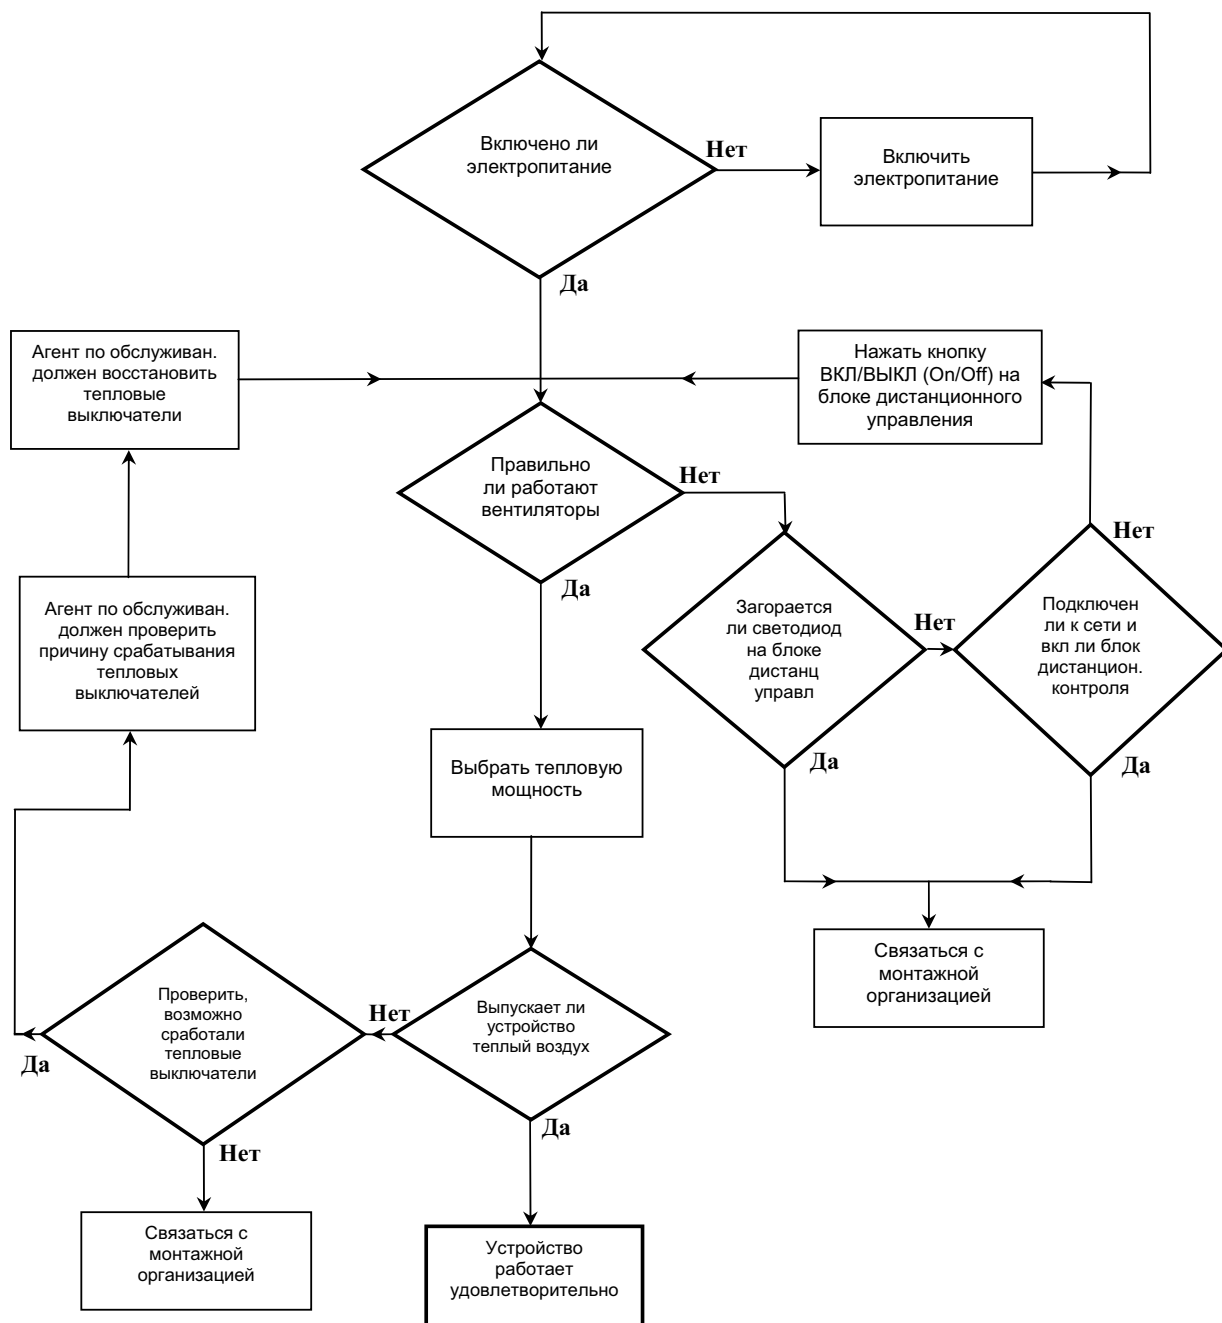 Включено ли
электропитание
Нет
Включить
электропитание
Да
Агент по обслуживан.
должен восстановить
тепловые
выключатели
Нажать кнопку
ВКЛ/ВЫКЛ (On/Off) на
блоке дистанционного
управления
Правильно
ли работают
вентиляторы
Нет
Да
Нет
Агент по обслуживан.
должен проверить
причину срабатывания
тепловых
выключателей
Загорается
ли светодиод
на блоке
дистанц
управл
Нет
Подключен
ли к сети и
вкл ли блок
дистанцион.
контроля
Да
Да
Выбрать тепловую
мощность
Связаться с
монтажной
организацией
Проверить,
возможно
сработали
тепловые
выключатели
Нет
Выпускает ли
устройство
теплый воздух
Да
Да
Нет
Связаться с
монтажной
организацией
Устройство
работает
удовлетворительно